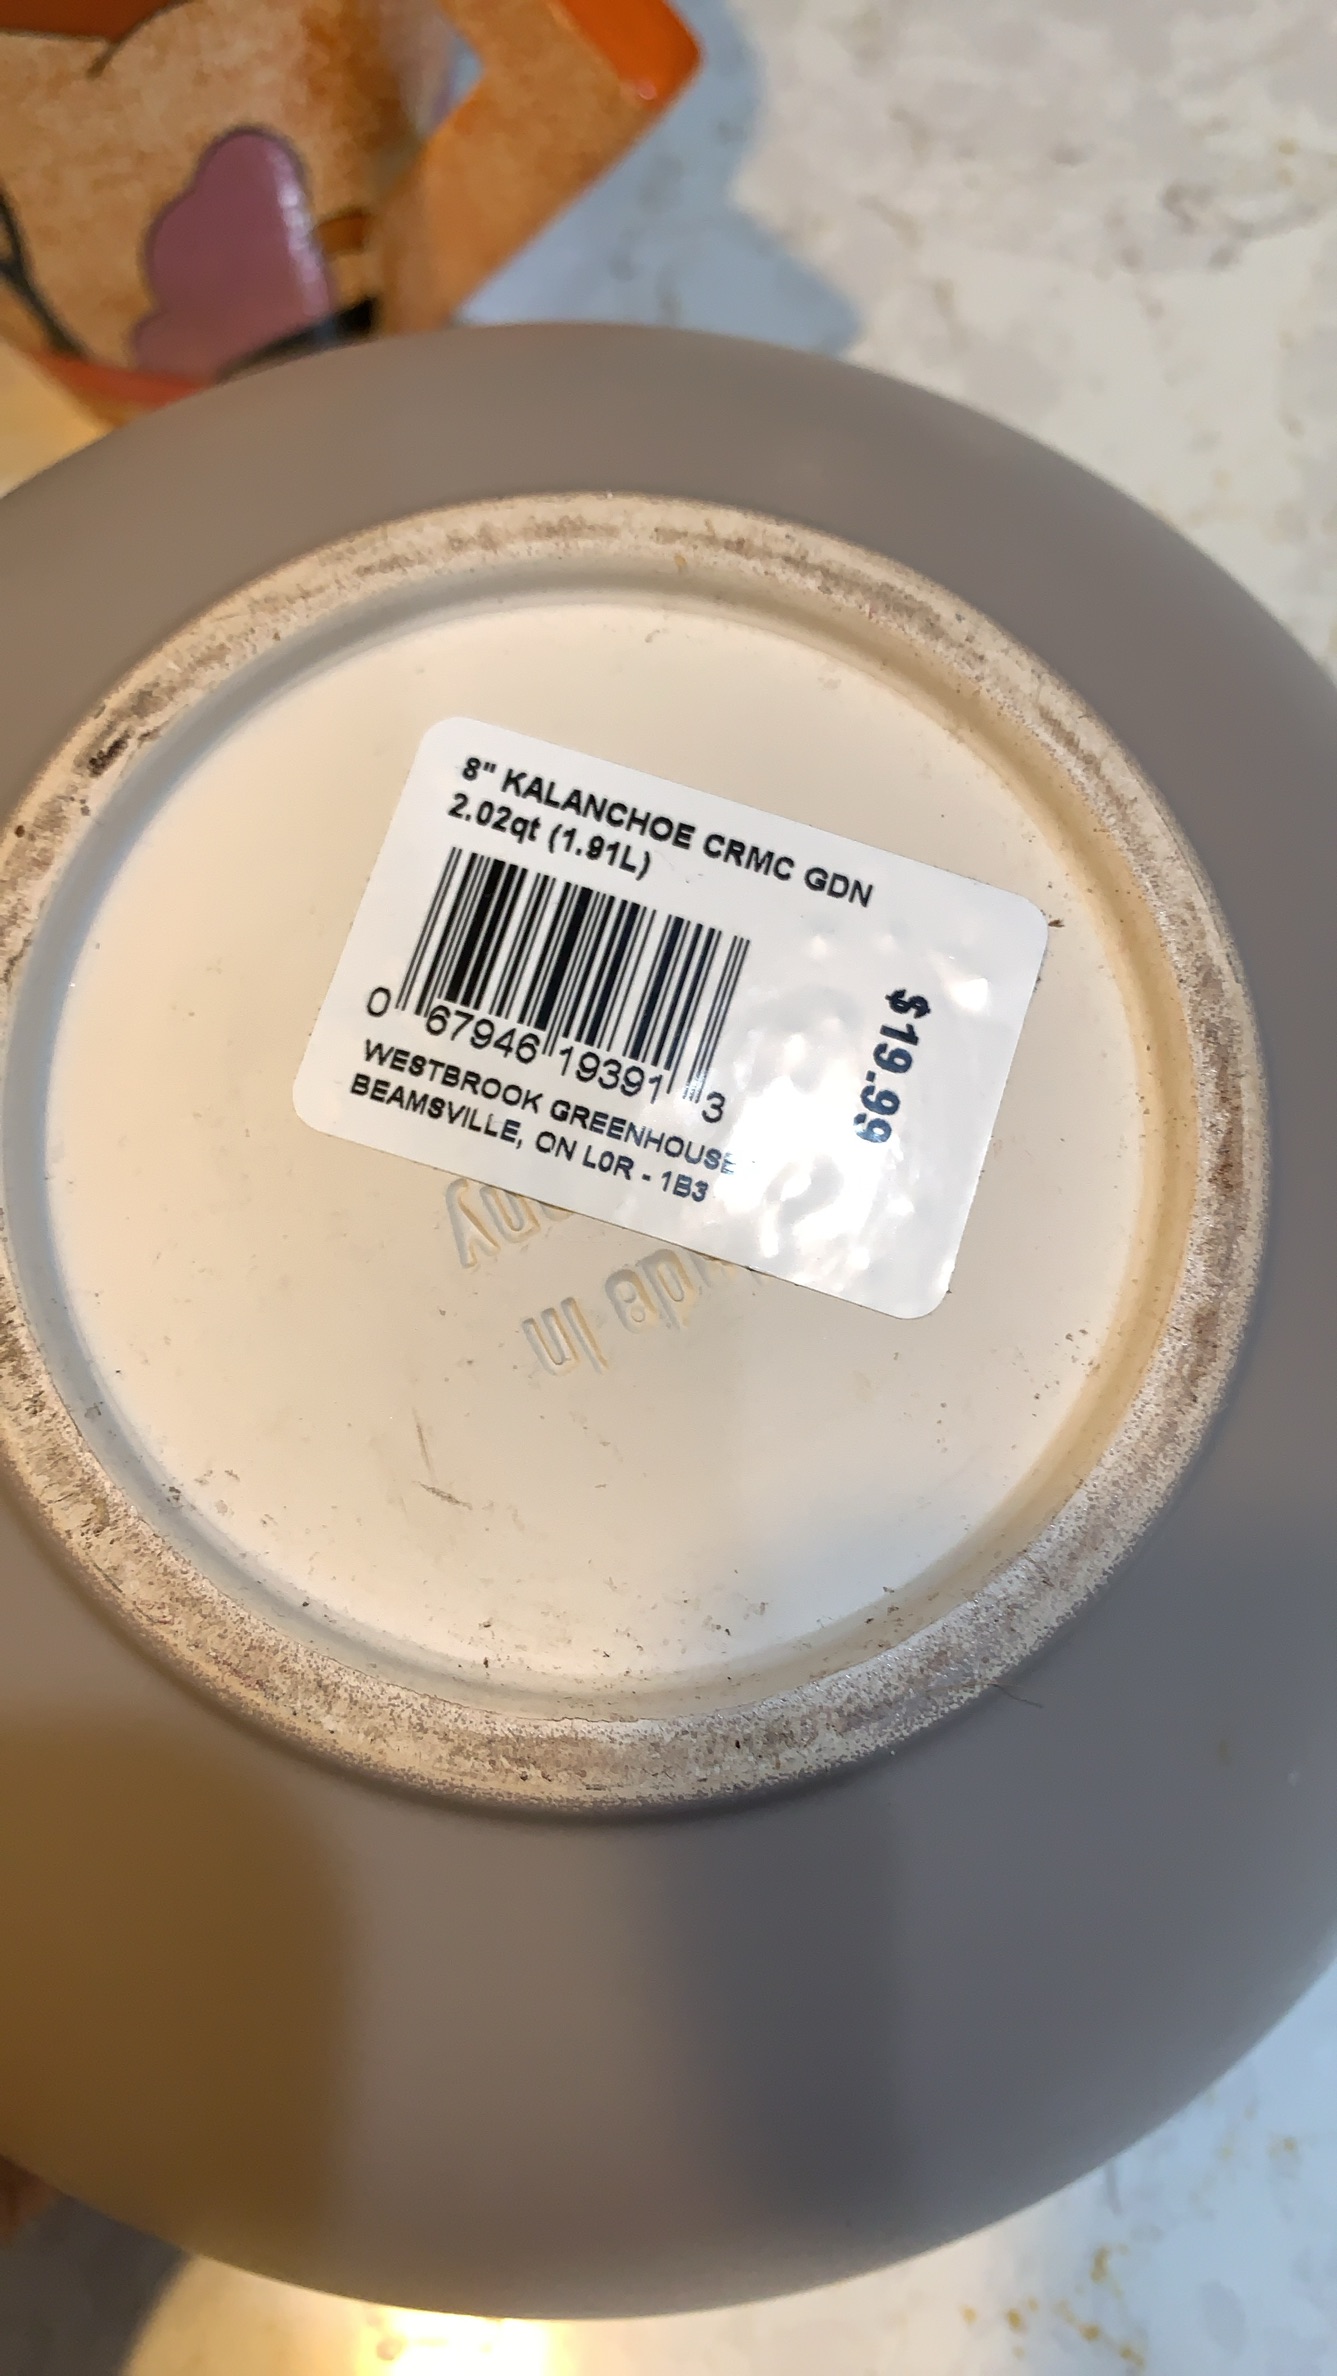 8" KALANCHOE CRMC GDN
2.02qt (1.91L)
$19.99
0 67946 19391 3
WESTBROOK GREENHOUSE
BEAMSVILLE, ON L0R - 1B3
in